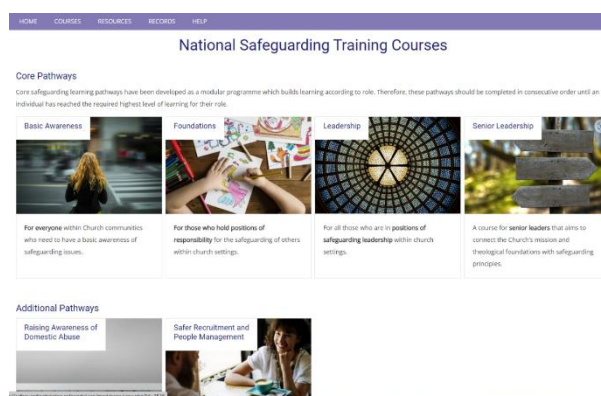 HOME COURSES RESOURCES RECORDS HELP
National Safeguarding Training Courses
Core Pathways
Core safeguarding learning pathways have been developed as a modular programme which builds learning according to role. Therefore, these pathways should be completed in consecutive order until an
individual has reached the required highest level of learning for their role.
Basic Awareness
For everyone within Church communities
who need to have a basic awareness of
safeguarding issues.
Foundations
For those who hold positions of
responsibility for the safeguarding of others
within church settings.
Leadership
For all those who are in positions of
safeguarding leadership within church
settings.
Senior Leadership
A course for senior leaders that aims to
connect the Church's mission and
theological foundations with safeguarding
principles.
Additional Pathways
Raising Awareness of
Domestic Abuse
Safer Recruitment and
People Management